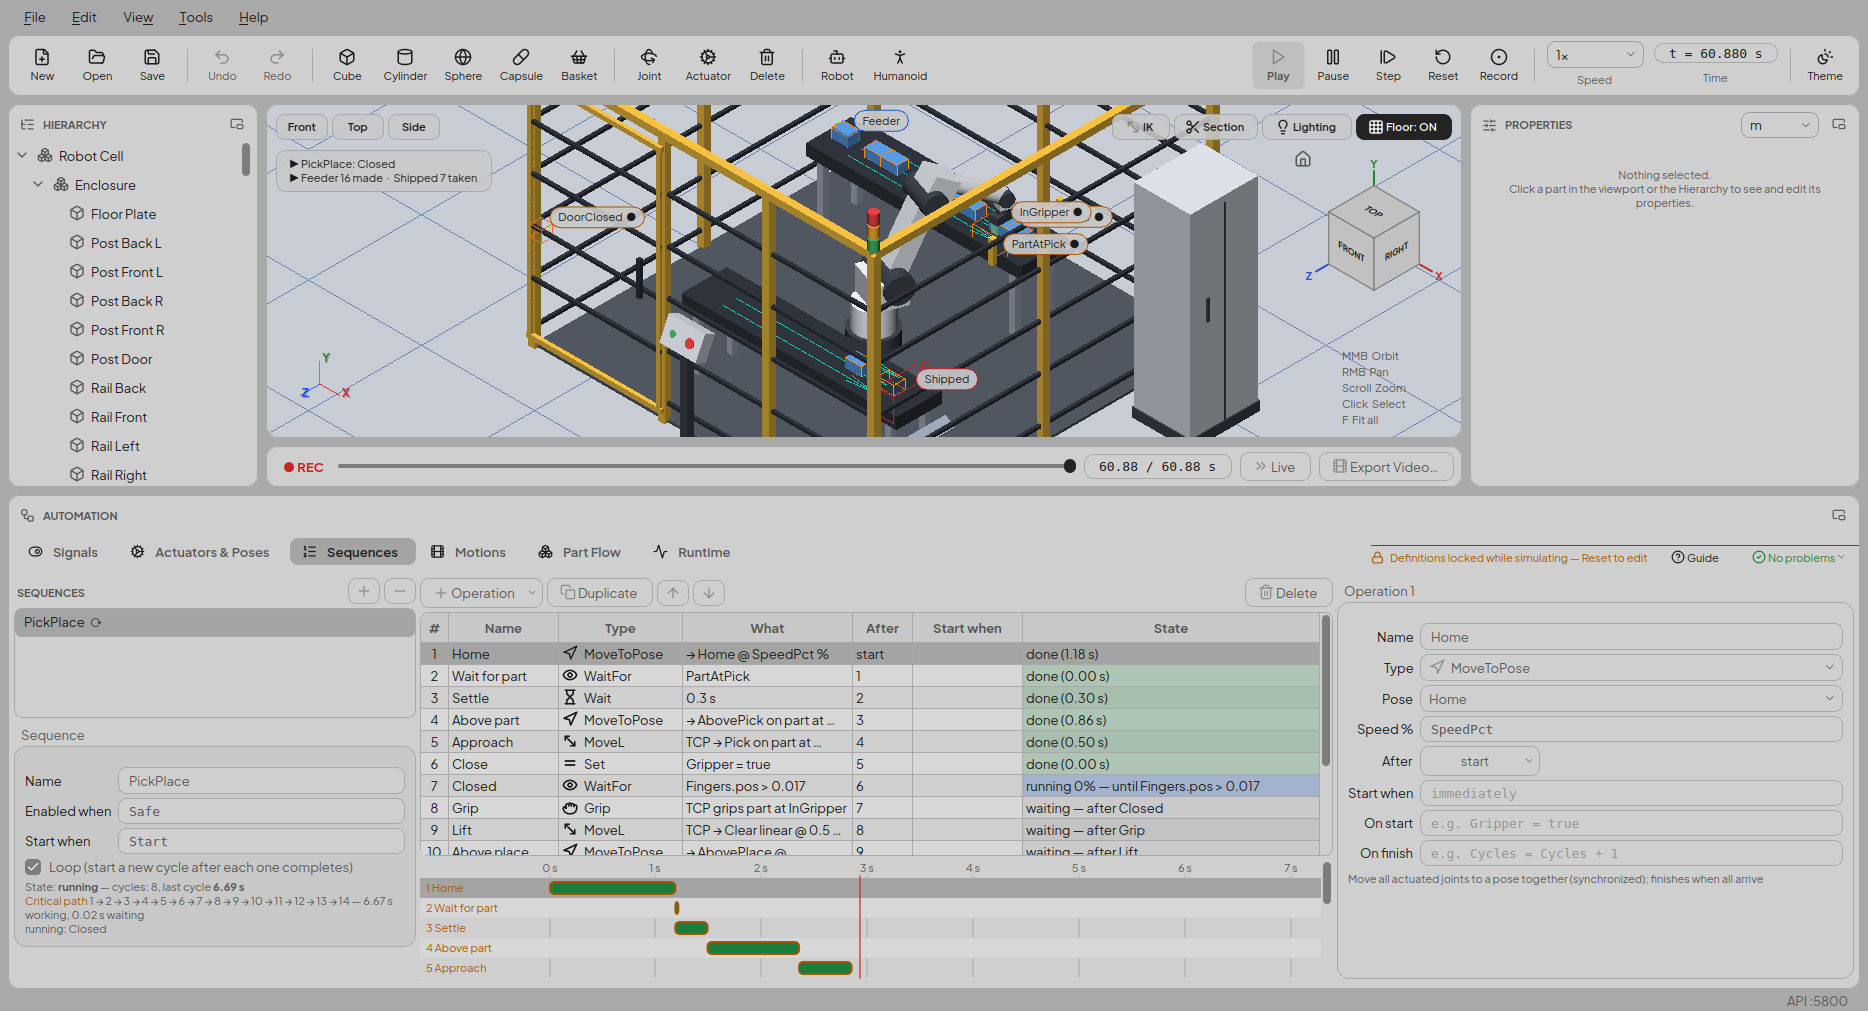 File Edit View Tools Help
New Open Save Undo Redo Cube Cylinder Sphere Capsule Basket Joint Actuator Delete Robot Humanoid Play Pause Step Reset Record 1x Speed t = 60.880 s Time Theme
HIERARCHY
Robot Cell
Enclosure
Floor Plate
Post Back L
Post Front L
Post Back R
Post Front R
Post Door
Rail Back
Rail Front
Rail Left
Rail Right
Front Top Side
PickPlace: Closed
Feeder 16 made · Shipped 7 taken
IK Section Lighting Floor: ON
Feeder
DoorClosed
InGripper
PartAtPick
Shipped
TOP
FRONT RIGHT
Y
Z X
Y
Z X
MMB Orbit
RMB Pan
Scroll Zoom
Click Select
F Fit all
REC 60.88 / 60.88 s Live Export Video...
PROPERTIES m
Nothing selected.
Click a part in the viewport or the Hierarchy to see and edit its
properties.
AUTOMATION
Signals Actuators & Poses Sequences Motions Part Flow Runtime
Definitions locked while simulating — Reset to edit Guide No problems
SEQUENCES
PickPlace
Sequence
Name PickPlace
Enabled when Safe
Start when Start
Loop (start a new cycle after each one completes)
State: running — cycles: 8, last cycle 6.69 s
Critical path 1 → 2 → 3 → 4 → 5 → 6 → 7 → 8 → 9 → 10 → 11 → 12 → 13 → 14 — 6.67 s
working, 0.02 s waiting
running: Closed
Operation Duplicate Delete
# Name Type What After Start when State
1 Home MoveToPose → Home @ SpeedPct % start done (1.18 s)
2 Wait for part WaitFor PartAtPick 1 done (0.00 s)
3 Settle Wait 0.3 s 2 done (0.30 s)
4 Above part MoveToPose → AbovePick on part at ... 3 done (0.86 s)
5 Approach MoveL TCP → Pick on part at ... 4 done (0.50 s)
6 Close Set Gripper = true 5 done (0.00 s)
7 Closed WaitFor Fingers.pos > 0.017 6 running 0% — until Fingers.pos > 0.017
8 Grip Grip TCP grips part at InGripper 7 waiting — after Closed
9 Lift MoveL TCP → Clear linear @ 0.5 ... 8 waiting — after Grip
10 Above place MoveToPose → AbovePlace @ 9 waiting — after Lift
0 s 1 s 2 s 3 s 4 s 5 s 6 s 7 s
1 Home
2 Wait for part
3 Settle
4 Above part
5 Approach
Operation 1
Name Home
Type MoveToPose
Pose Home
Speed % SpeedPct
After start
Start when immediately
On start e.g. Gripper = true
On finish e.g. Cycles = Cycles + 1
Move all actuated joints to a pose together (synchronized); finishes when all arrive
API :5800